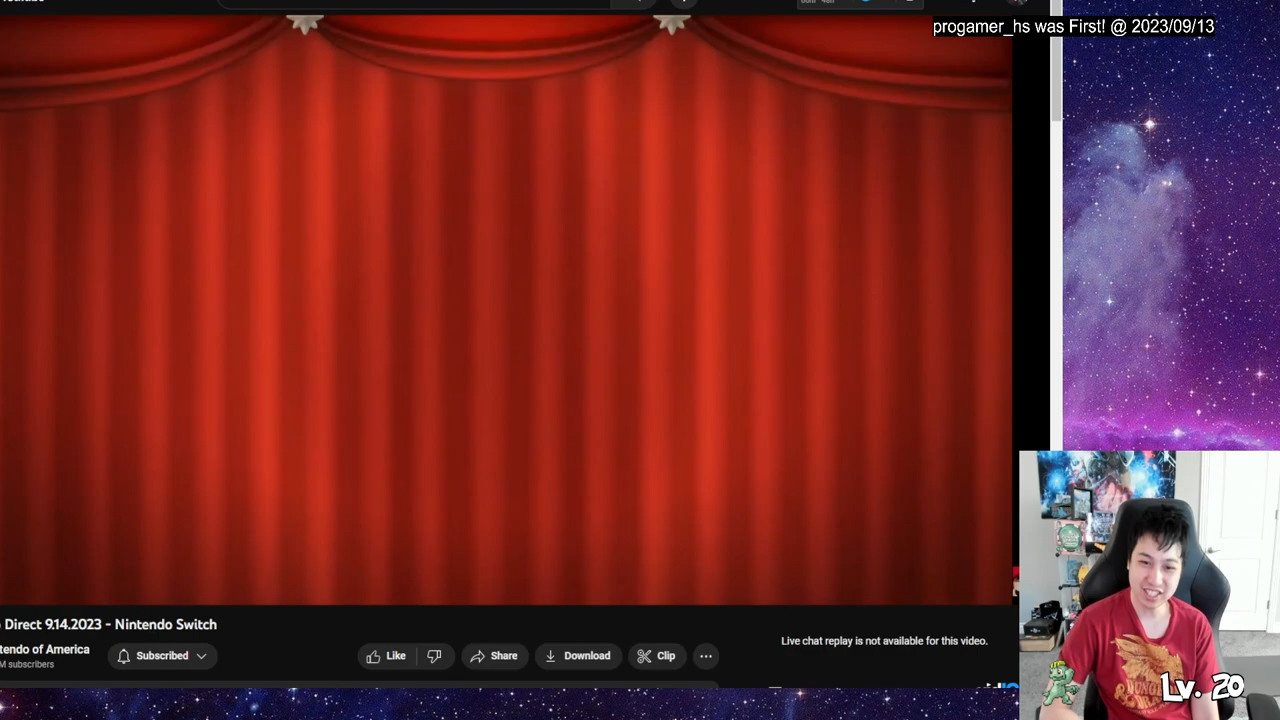 progamer_hs was First! @ 2023/09/13
Direct 9.14.2023 - Nintendo Switch
tendo of America
M subscribers
Subscribed
Like
Share
Download
Clip
Live chat replay is not available for this video.
Lv. 20